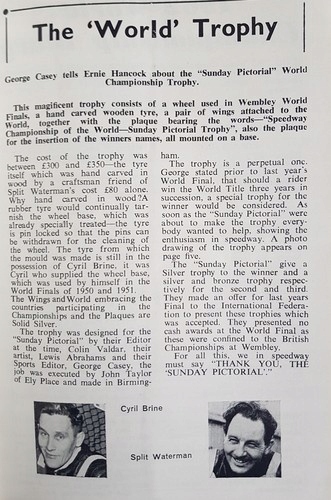 The 'World' Trophy
George Casey tells Ernie Hancock about the "Sunday Pictorial" World
Championship Trophy.
This magificent trophy consists of a wheel used in Wembley World
Finals, a hand carved wooden tyre, a pair of wings attached to the
World, together with the plaque bearing the words—"Speedway
Championship of the World—Sunday Pictorial Trophy", also the plaque
for the insertion of the winners names, all mounted on a base.
The cost of the trophy was
between £300 and £350—the tyre
itself which was hand carved in
wood by a craftsman friend of
Split Waterman's cost £80 alone.
Why hand carved in wood?A
rubber tyre would continually tar-
nish the wheel base, which was
already specially treated—the tyre
is pin locked so that the pins can
be withdrawn for the cleaning of
the wheel. The tyre from which
the mould was made is still in the
possession of Cyril Brine, it was
Cyril who supplied the wheel base,
which was used by himself in the
World Finals of 1950 and 1951.
The Wings and World embracing the
countries participating in the
Championships and the Plaques are
Solid Silver.
The trophy was designed for the
"Sunday Pictorial" by their Editor
at the time, Colin Valdar, their
artist, Lewis Abrahams and their
Sports Editor, George Casey, the
job was executed by John Taylor
of Ely Place and made in Birming-
ham.
The trophy is a perpetual one.
George stated prior to last year's
World Final, that should a rider
win the World Title three years in
succession, a special trophy for the
winner would be considered. As
soon as the "Sunday Pictorial" were
about to make the trophy every-
body wanted to help, showing the
enthusiasm in speedway. A photo
drawing of the trophy appears on
page five.
The "Sunday Pictorial" give a
Silver trophy to the winner and a
silver and bronze trophy respec-
tively for the second and third.
They made an offer for last years
Final to the International Federa-
tion to present these trophies which
was accepted. They presented no
cash awards at the World Final as
these were confined to the British
Championships at Wembley.
For all this, we in speedway
must say "THANK YOU, THE
'SUNDAY PICTORIAL'."
Cyril Brine
Split Waterman